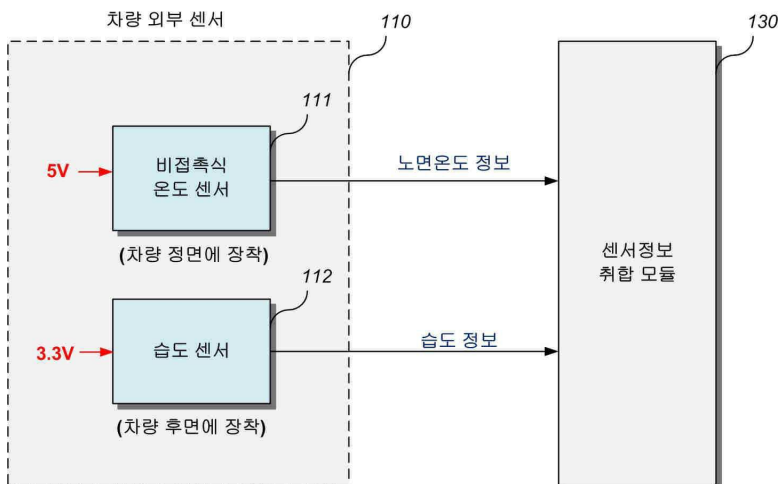 차량 외부 센서
110
130
111
비접촉식
온도 센서
5V
(차량 정면에 장착)
노면온도 정보
112
습도 센서
3.3V
(차량 후면에 장착)
습도 정보
센서정보
취합 모듈